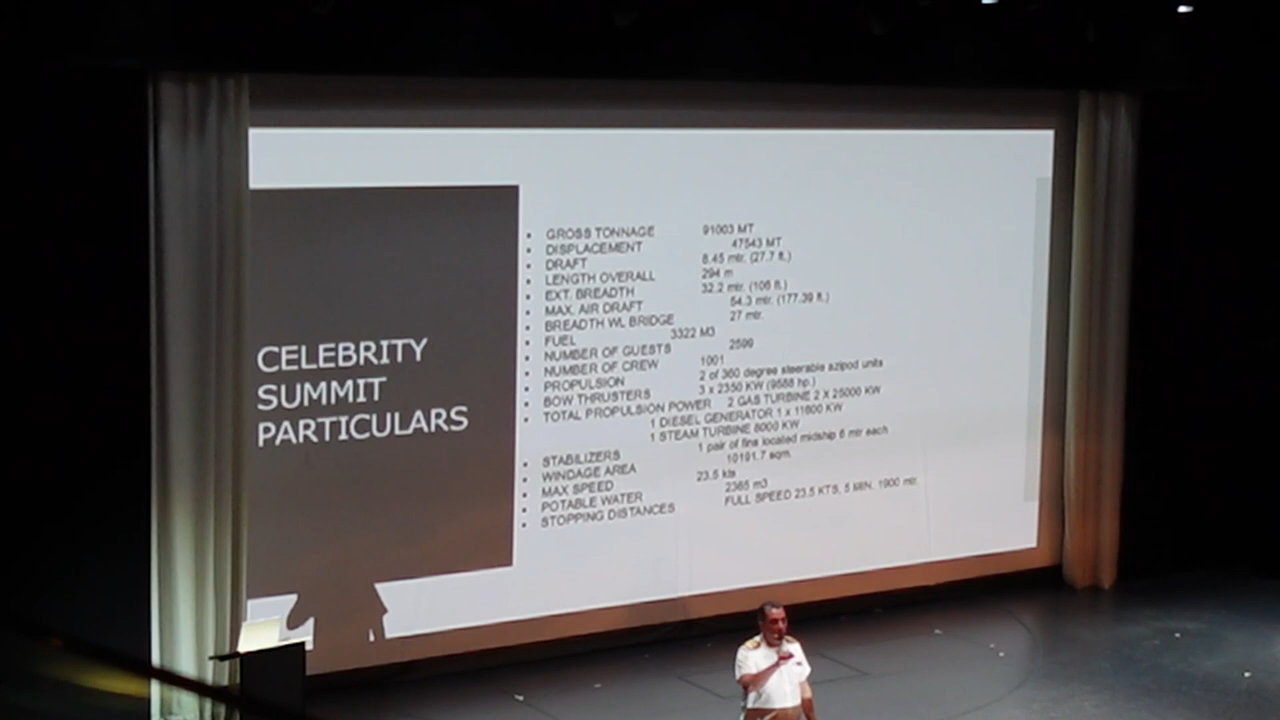 CELEBRITY
SUMMIT
PARTICULARS
• GROSS TONNAGE 91003 MT
• DISPLACEMENT 47543 MT
• DRAFT 8.45 mtr. (27.7 ft.)
• LENGTH OVERALL 294 m
• EXT. BREADTH 32.2 mtr. (106 ft.)
• MAX. AIR DRAFT 54.3 mtr. (177.39 ft.)
• BREADTH WL BRIDGE 27 mtr.
• FUEL 3322 M3
• NUMBER OF GUESTS 2599
• NUMBER OF CREW 1001
• PROPULSION 2 of 360 degree steerable azipod units
• BOW THRUSTERS 3 x 2350 KW (9588 hp.)
• TOTAL PROPULSION POWER 2 GAS TURBINE 2 X 25000 KW
1 DIESEL GENERATOR 1 x 11600 KW
1 STEAM TURBINE 8000 KW
• STABILIZERS 1 pair of fins located midship 6 mtr each
• WINDAGE AREA 10191.7 sqm.
• MAX SPEED 23.5 kts
• POTABLE WATER 2365 m3
• STOPPING DISTANCES FULL SPEED 23.5 KTS, 5 MIN. 1900 mtr.